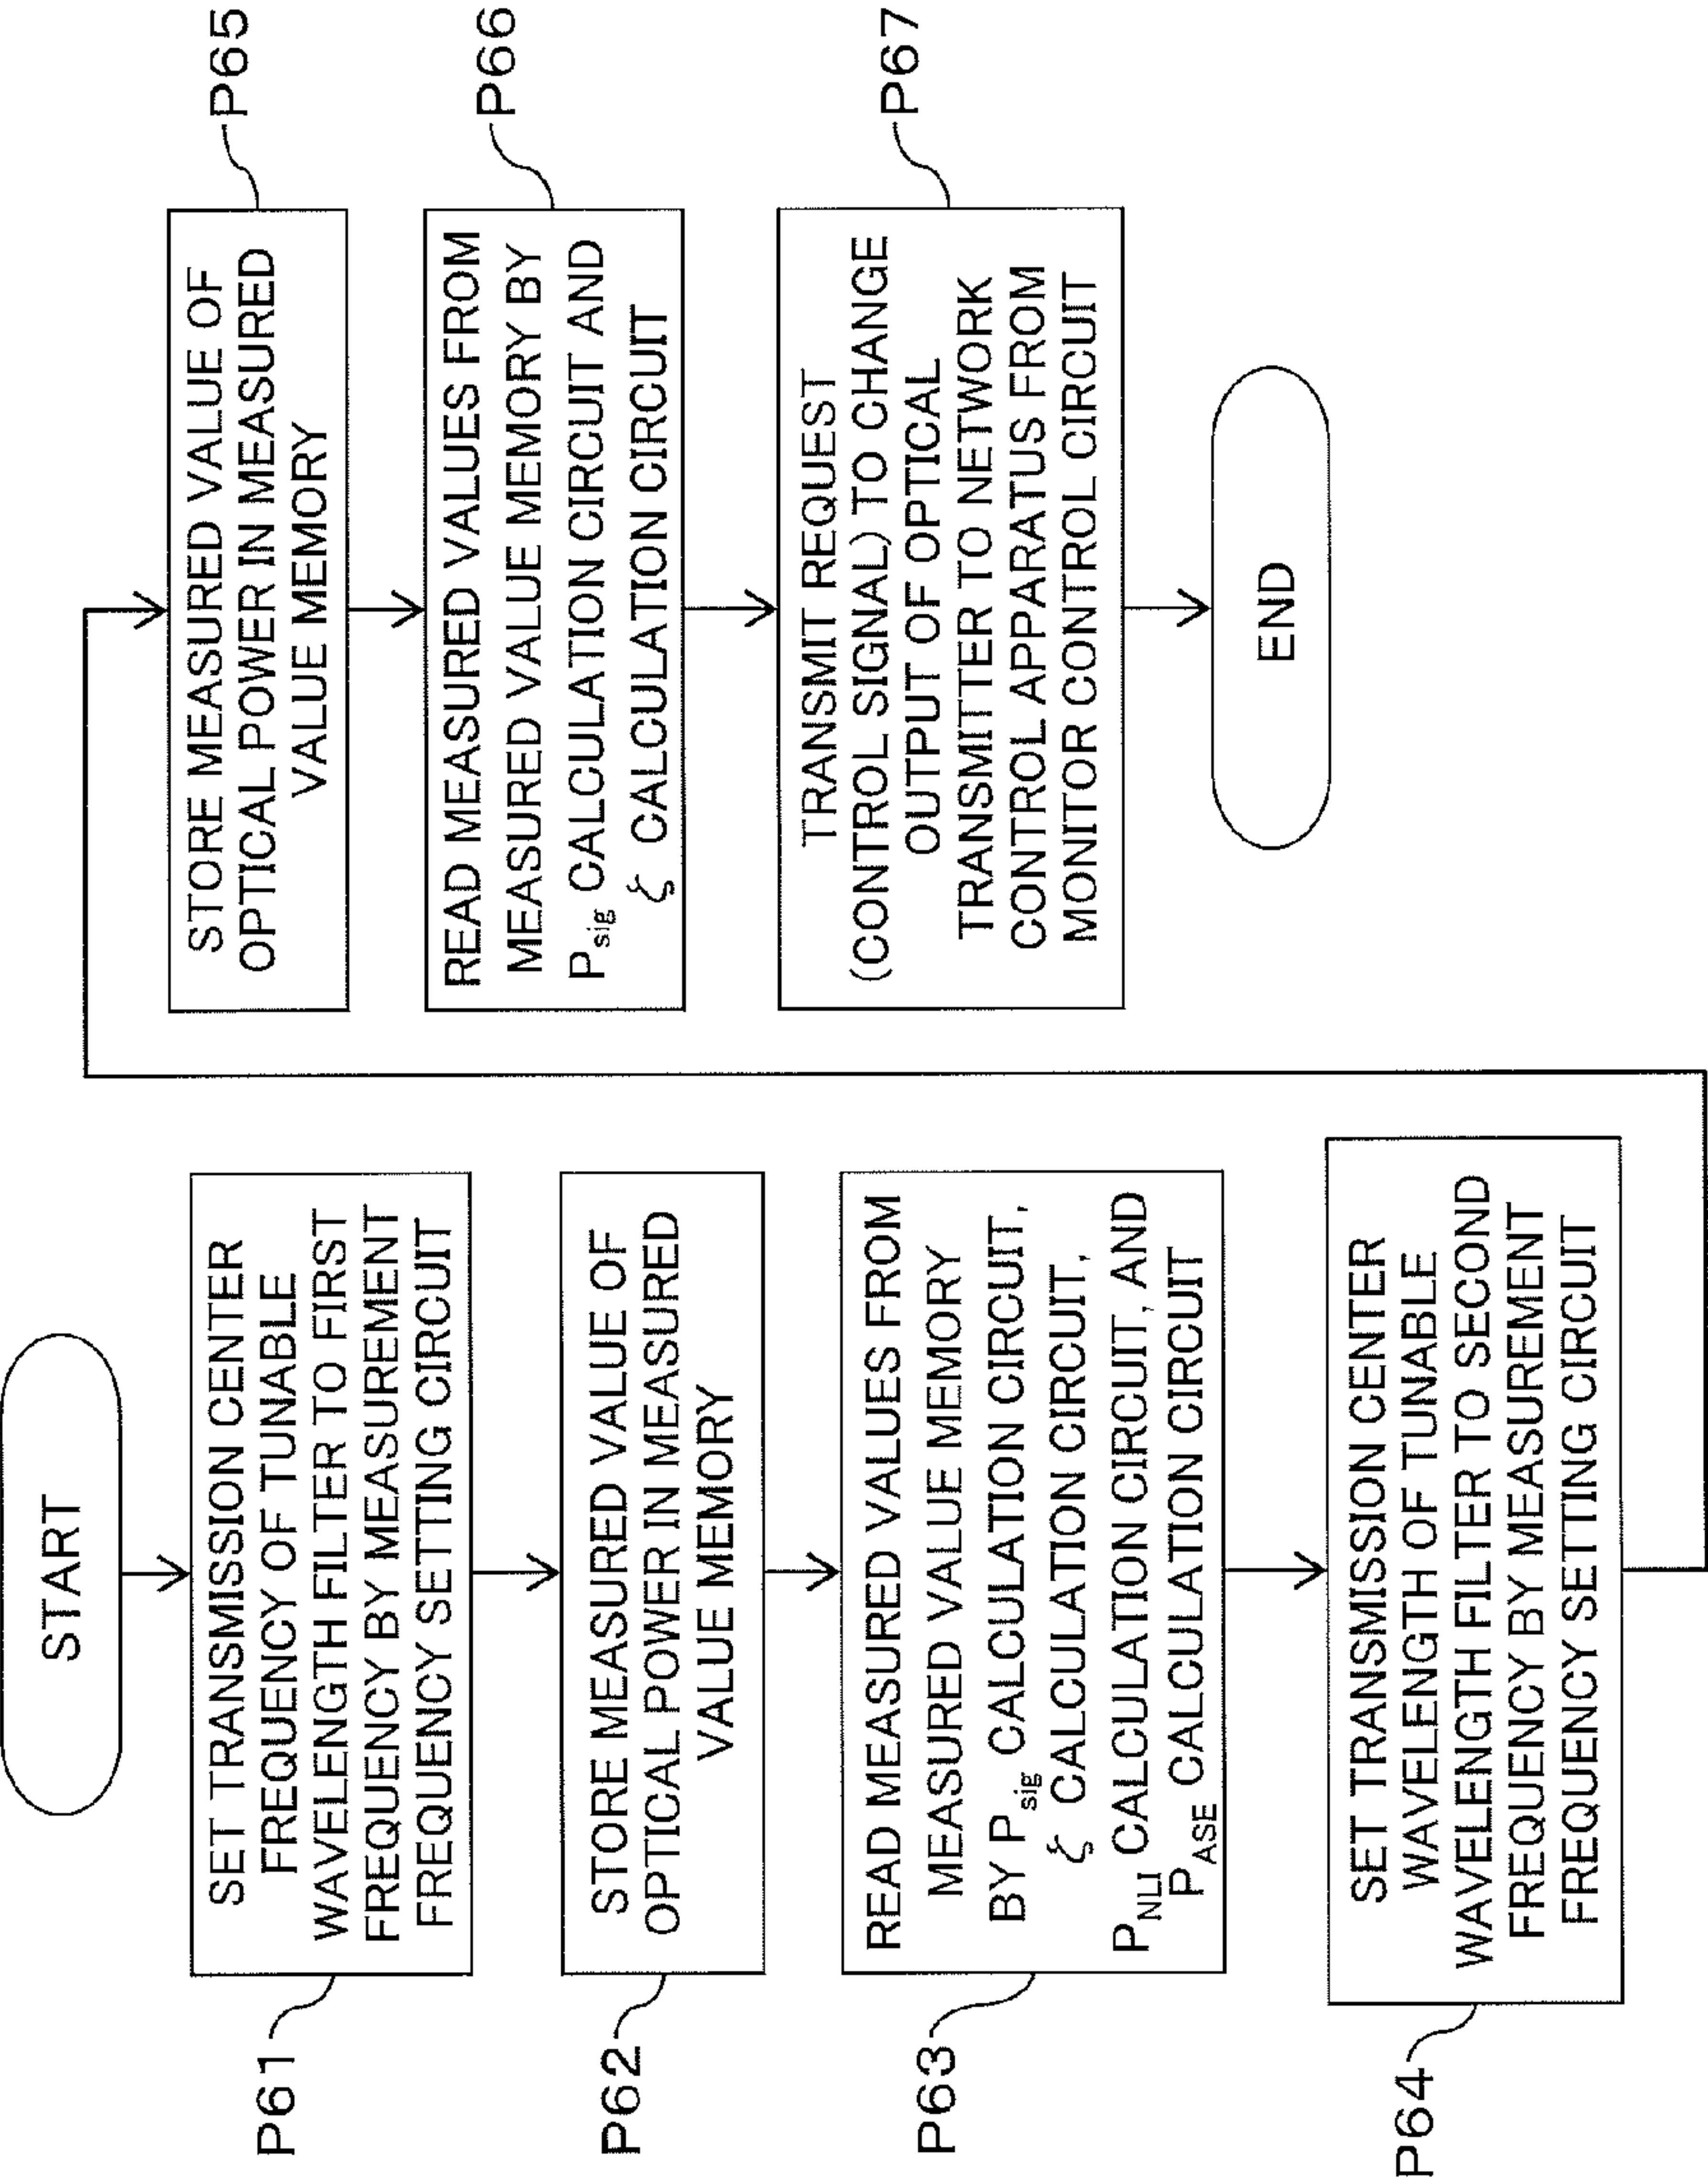 START
P61
SET TRANSMISSION CENTER
FREQUENCY OF TUNABLE
WAVELENGTH FILTER TO FIRST
FREQUENCY BY MEASUREMENT
FREQUENCY SETTING CIRCUIT
P62
STORE MEASURED VALUE OF
OPTICAL POWER IN MEASURED
VALUE MEMORY
P63
READ MEASURED VALUES FROM
MEASURED VALUE MEMORY
BY Psig CALCULATION CIRCUIT,
ζ CALCULATION CIRCUIT,
PNLI CALCULATION CIRCUIT, AND
PASE CALCULATION CIRCUIT
P64
SET TRANSMISSION CENTER
WAVELENGTH OF TUNABLE
WAVELENGTH FILTER TO SECOND
FREQUENCY BY MEASUREMENT
FREQUENCY SETTING CIRCUIT
P65
STORE MEASURED VALUE OF
OPTICAL POWER IN MEASURED
VALUE MEMORY
P66
READ MEASURED VALUES FROM
MEASURED VALUE MEMORY BY
Psig CALCULATION CIRCUIT AND
ζ CALCULATION CIRCUIT
P67
TRANSMIT REQUEST
(CONTROL SIGNAL) TO CHANGE
OUTPUT OF OPTICAL
TRANSMITTER TO NETWORK
CONTROL APPARATUS FROM
MONITOR CONTROL CIRCUIT
END